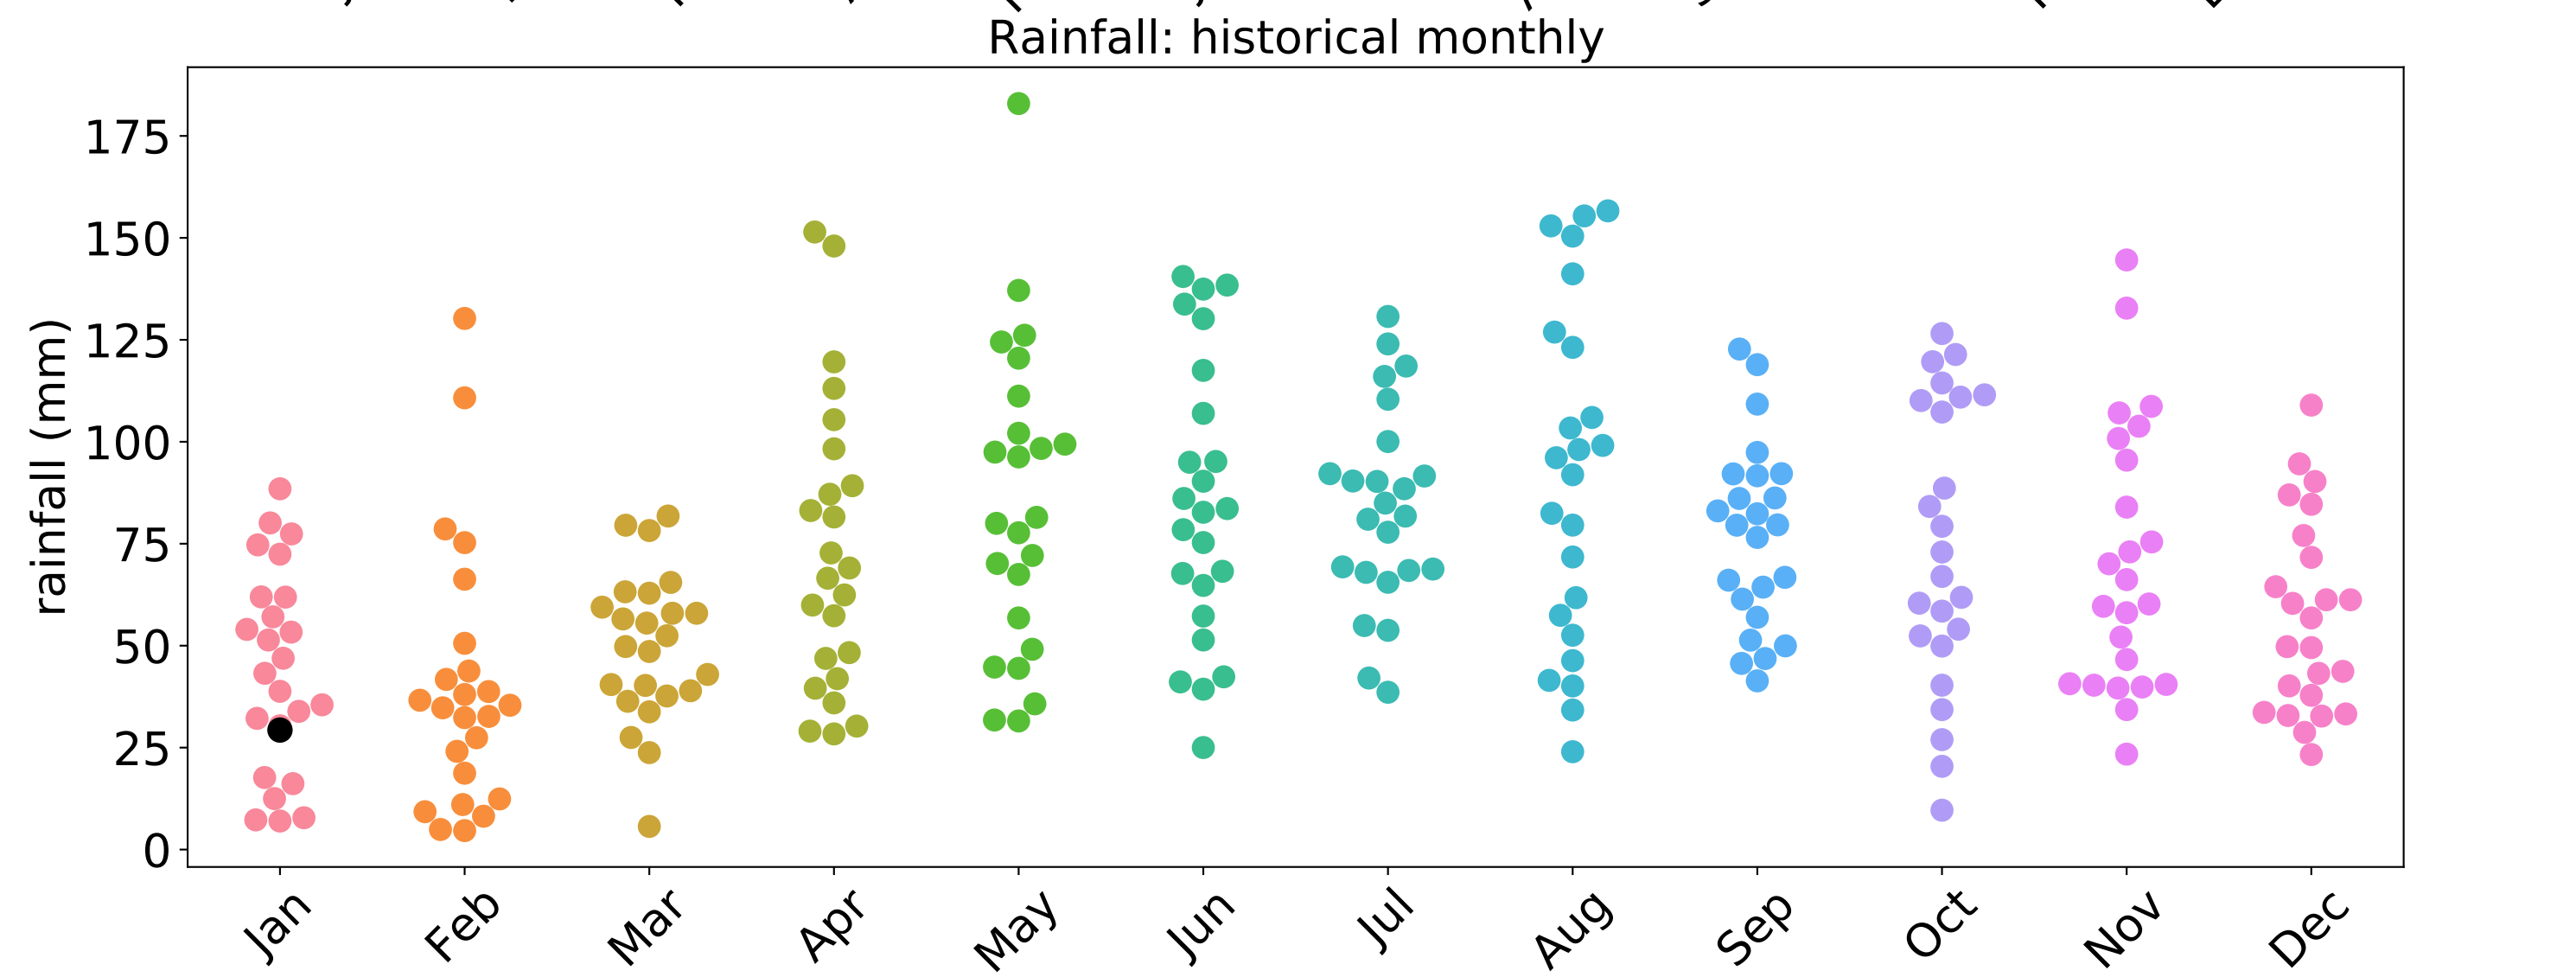 Rainfall: historical monthly
rainfall (mm)
175
150
125
100
75
50
25
0
Jan
Feb
Mar
Apr
May
Jun
Jul
Aug
Sep
Oct
Nov
Dec